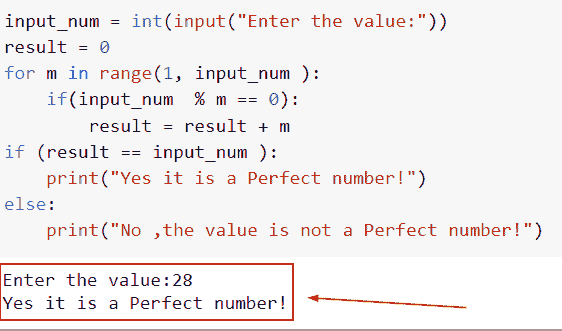 input_num = int(input("Enter the value:"))
result = 0
for m in range(1, input_num ):
    if(input_num  % m == 0):
        result = result + m
if (result == input_num ):
    print("Yes it is a Perfect number!")
else:
    print("No ,the value is not a Perfect number!")
Enter the value:28
Yes it is a Perfect number!